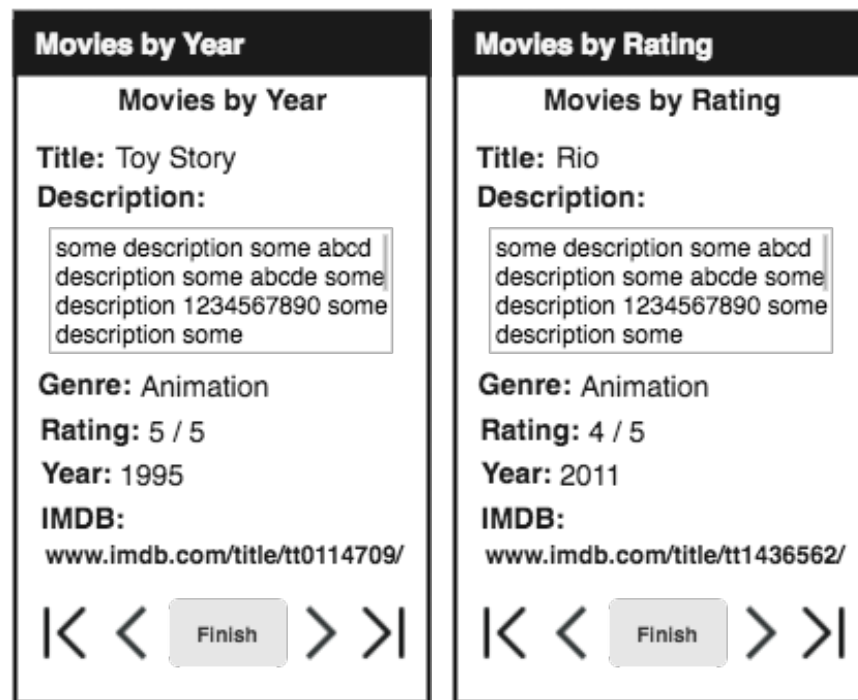 Movies by Year
Movies by Year
Title: Toy Story
Description:
some description some abcd
description some abcde some
description 1234567890 some
description some
Genre: Animation
Rating: 5 / 5
Year: 1995
IMDB:
www.imdb.com/title/tt0114709/
Finish
Movies by Rating
Movies by Rating
Title: Rio
Description:
some description some abcd
description some abcde some
description 1234567890 some
description some
Genre: Animation
Rating: 4 / 5
Year: 2011
IMDB:
www.imdb.com/title/tt1436562/
Finish